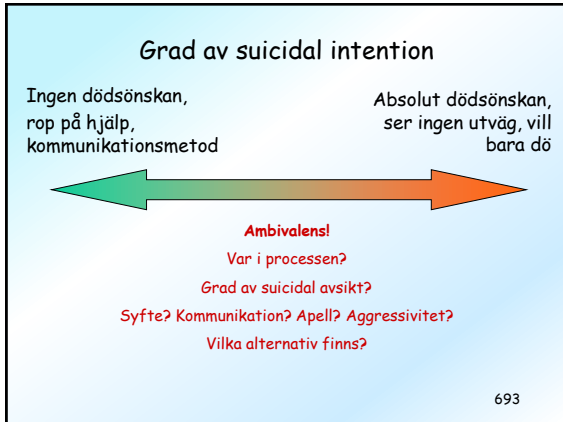 Grad av suicidal intention
Ingen dödsönskan,
rop på hjälp,
kommunikationsmetod
Absolut dödsönskan,
ser ingen utväg, vill
bara dö
Ambivalens!
Var i processen?
Grad av suicidal avsikt?
Syfte? Kommunikation? Apell? Aggressivitet?
Vilka alternativ finns?
693